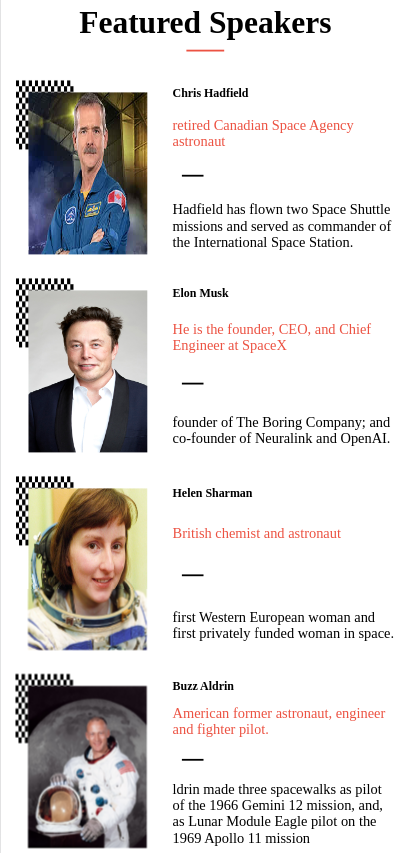 Featured Speakers
Chris Hadfield
retired Canadian Space Agency
astronaut
Hadfield has flown two Space Shuttle
missions and served as commander of
the International Space Station.
Elon Musk
He is the founder, CEO, and Chief
Engineer at SpaceX
founder of The Boring Company; and
co-founder of Neuralink and OpenAI.
Helen Sharman
British chemist and astronaut
first Western European woman and
first privately funded woman in space.
Buzz Aldrin
American former astronaut, engineer
and fighter pilot.
ldrin made three spacewalks as pilot
of the 1966 Gemini 12 mission, and,
as Lunar Module Eagle pilot on the
1969 Apollo 11 mission